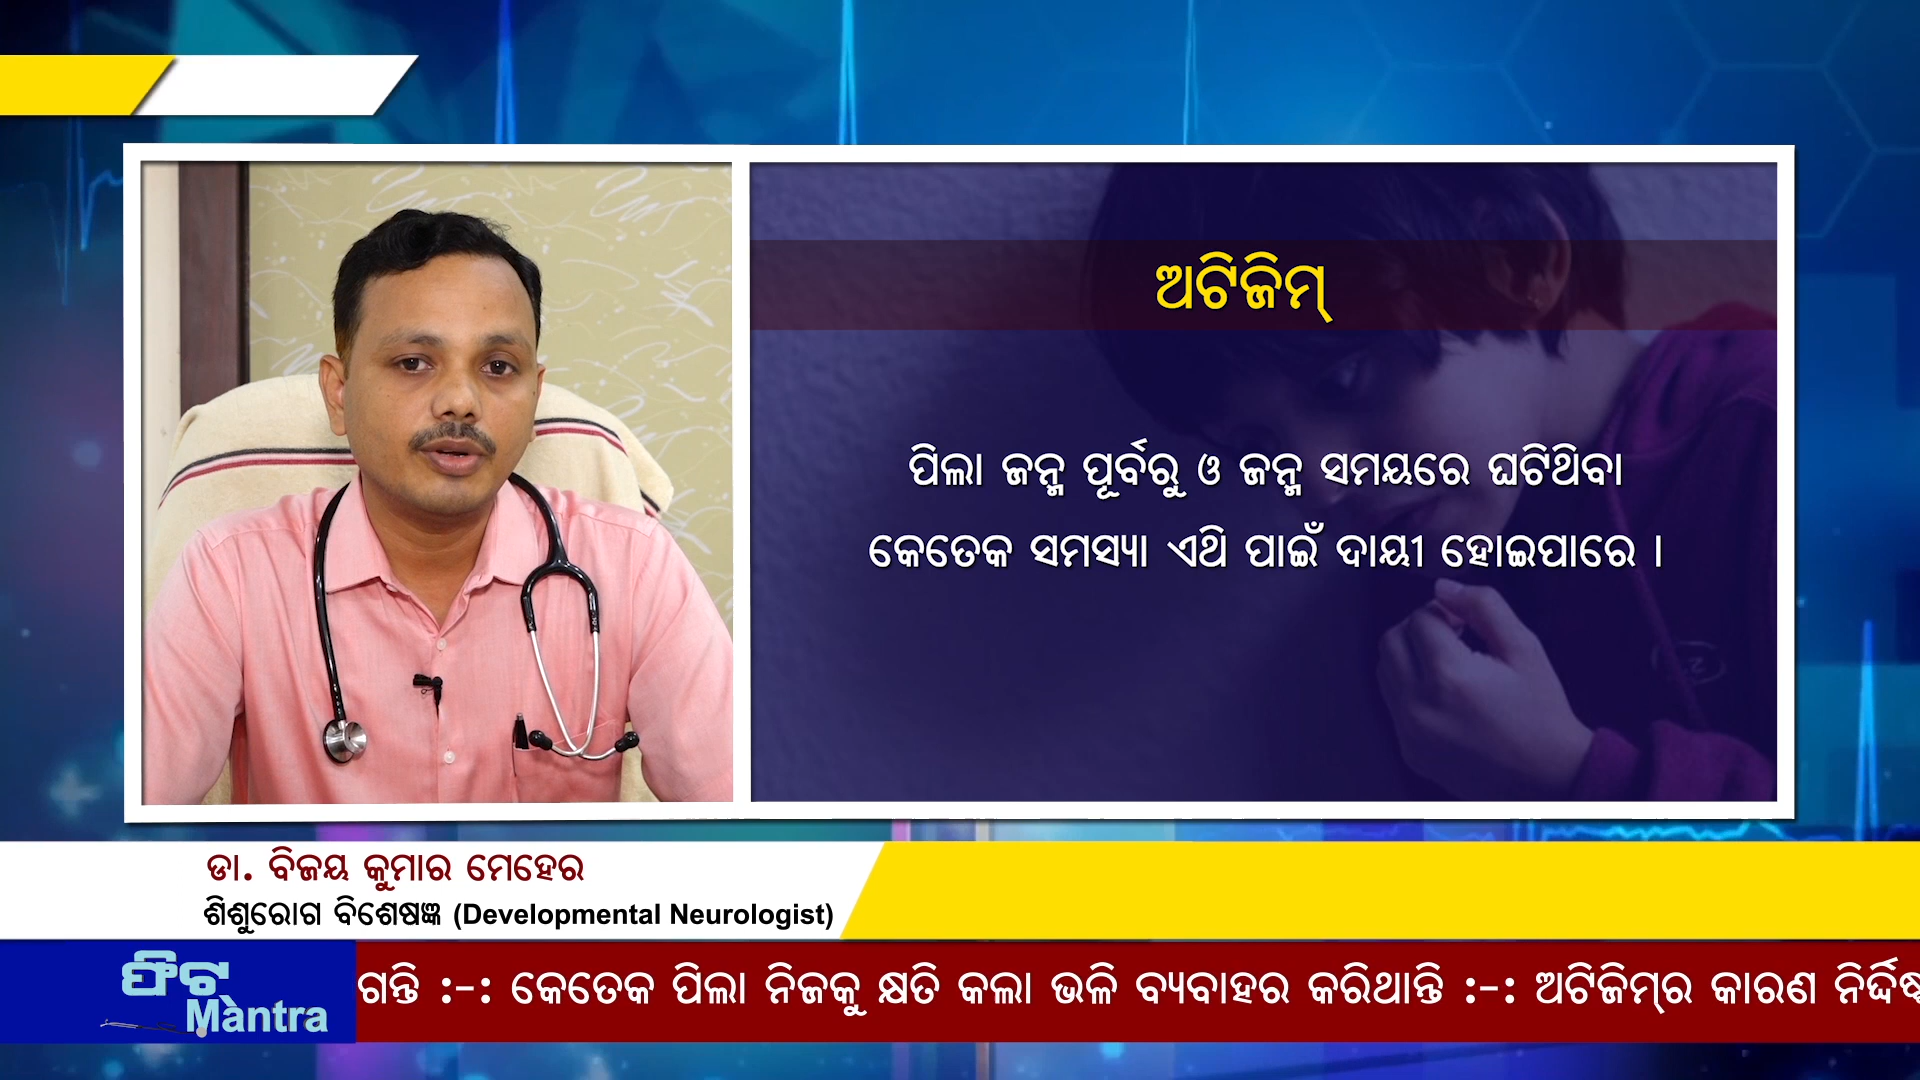 ଅଟିଜିମ୍
ପିଲା ଜନ୍ମ ପୂର୍ବରୁ ଓ ଜନ୍ମ ସମୟରେ ଘଟିଥିବା
କେତେକ ସମସ୍ୟା ଏଥି ପାଇଁ ଦାୟୀ ହୋଇପାରେ ।
ଡା. ବିଜୟ କୁମାର ମେହେର
ଶିଶୁରୋଗ ବିଶେଷଜ୍ଞ (Developmental Neurologist)
ଫିଟ
Mantra
ଗନ୍ତି :-: କେତେକ ପିଲା ନିଜକୁ କ୍ଷତି କଲା ଭଳି ବ୍ୟବାହର କରିଥାନ୍ତି :-: ଅଟିଜିମ୍‌ର କାରଣ ନିର୍ଦ୍ଦିଷ୍ଟ